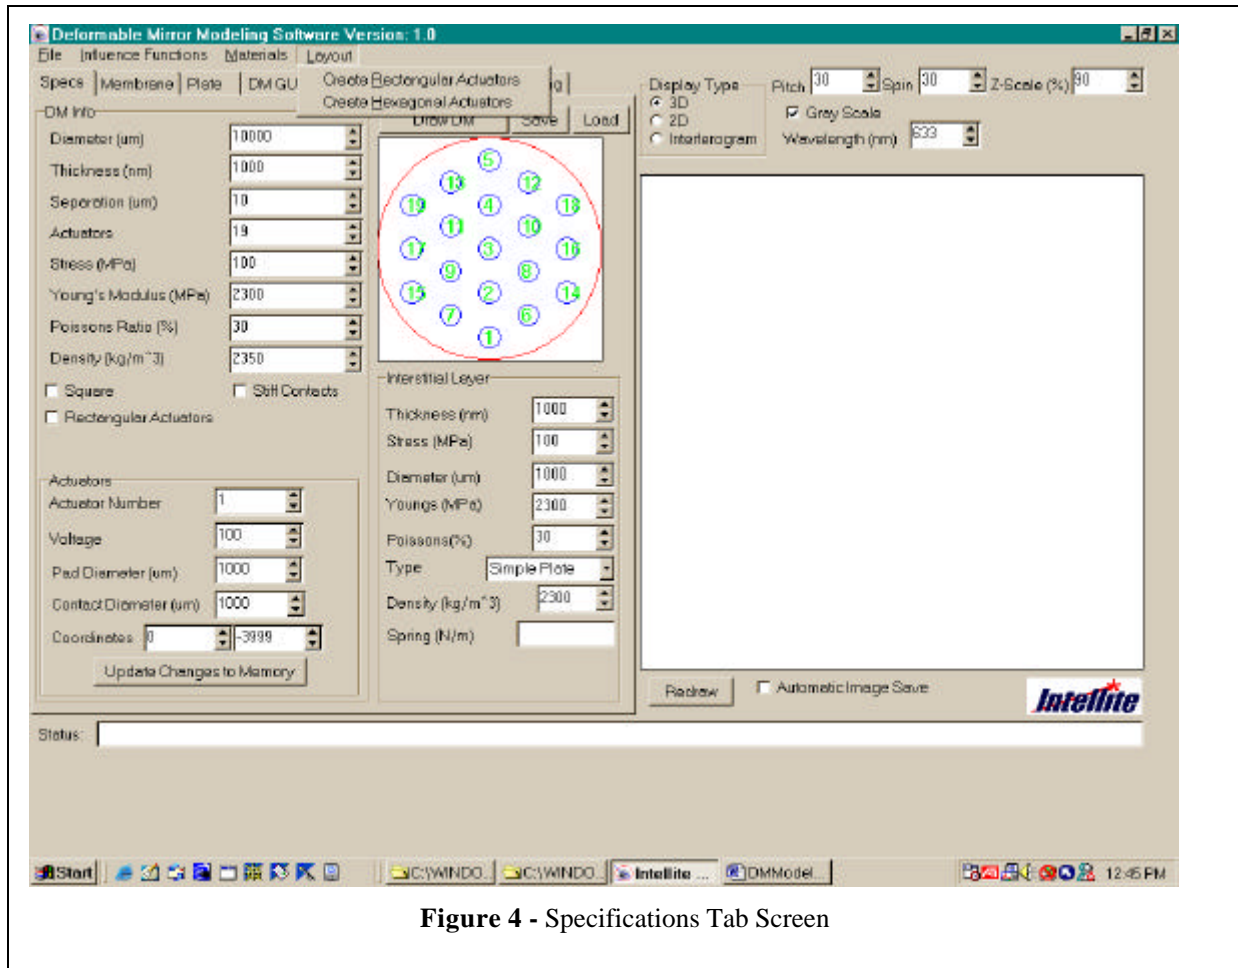 Deformable Mirror Modeling Software Version: 1.0
File Influence Functions Materials Layout
Create Rectangular Actuators
Create Hexagonal Actuators
Specs Membrane Plate DM GU
Draw DM Save Load
DM Info
Diameter (um) 10000
Thickness (nm) 1000
Separation (um) 10
Actuators 19
Stress (MPa) 100
Young's Modulus (MPa) 2300
Poissons Ratio (%) 30
Density (kg/m^3) 2350
Square Stiff Contacts
Rectangular Actuators
Actuators
Actuator Number 1
Voltage 100
Pad Diameter (um) 1000
Contact Diameter (um) 1000
Coordinates 0 -3999
Update Changes to Memory
5
13 12
19 4 18
11 10
17 3 16
9 8
15 2 14
7 6
1
Interstitial Layer
Thickness (nm) 1000
Stress (MPa) 100
Diameter (um) 1000
Youngs (MPa) 2300
Poissons(%) 30
Type Simple Plate
Density (kg/m^3) 2300
Spring (N/m)
Display Type
3D
2D
Interferogram
Pitch 30 Spin 30 Z-Scale (%) 90
Gray Scale
Wavelength (nm) 633
Redraw Automatic Image Save
Intellite
Status:
Start C:\WINDO... C:\WINDO... Intellite ... DMModel... 12:45 PM
Figure 4 - Specifications Tab Screen